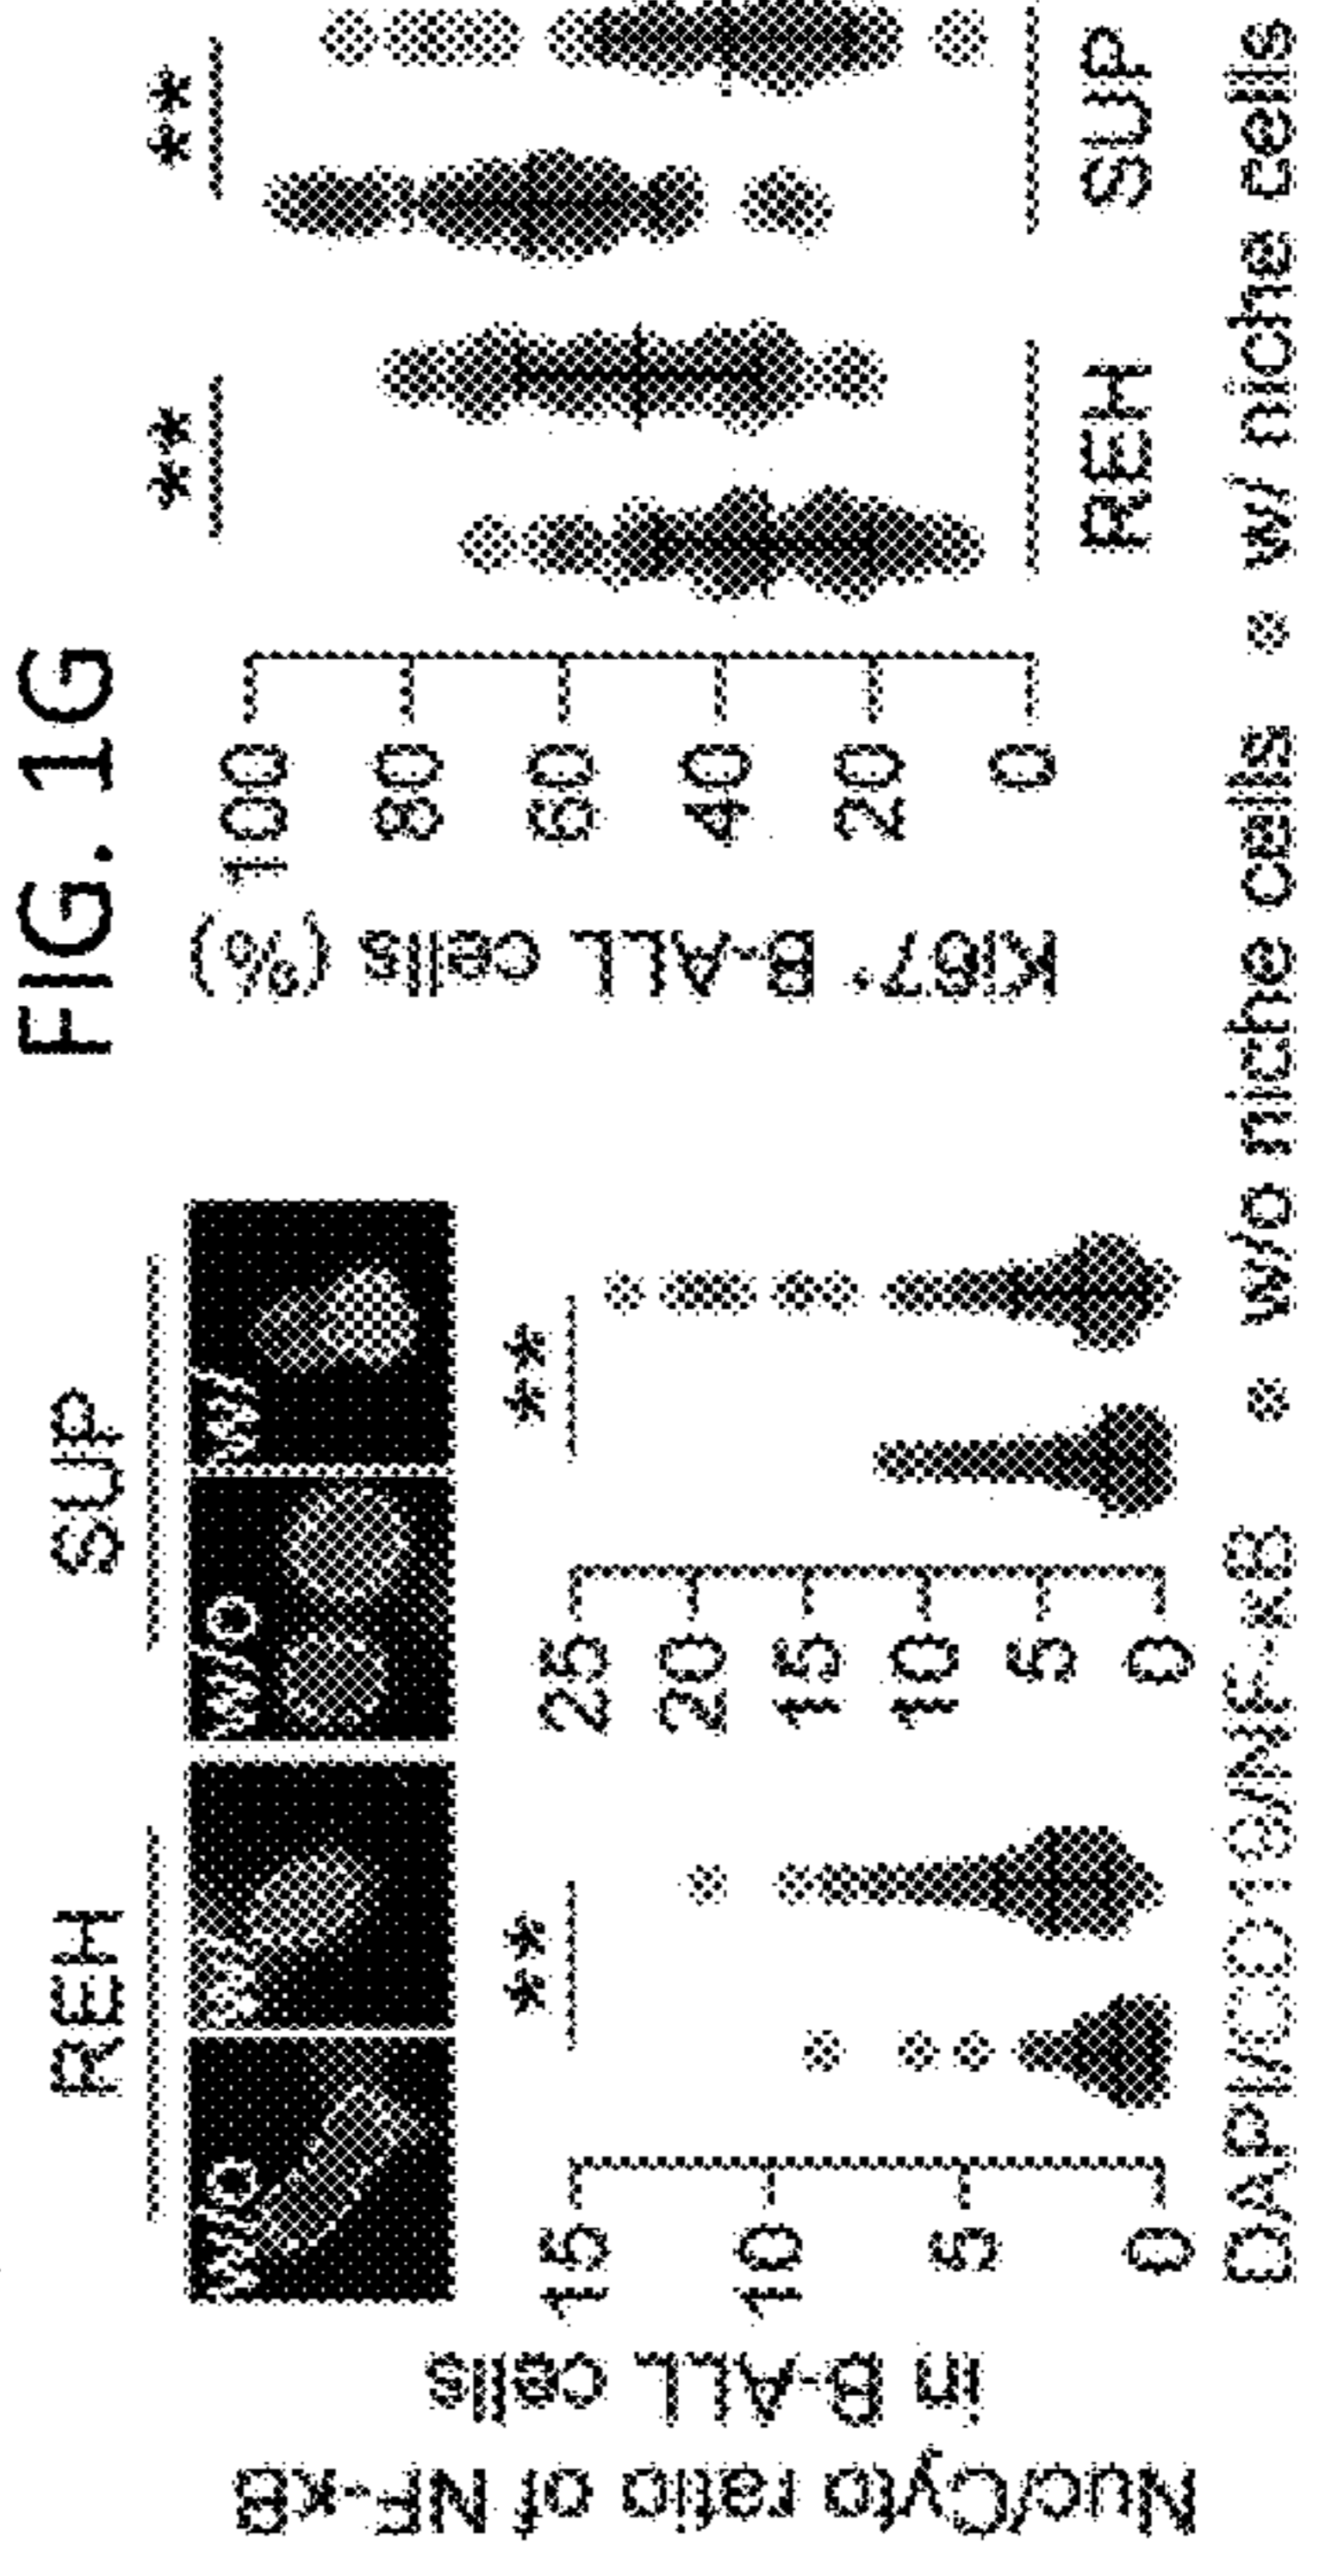 FIG. 1G
REH
SUP
w/o
w/
w/o
w/
Nuc/Cyto ratio of NF-κB
in B-ALL cells
15
10
5
0
**
25
20
15
10
5
0
**
DAPI/CD19/NF-κB
Ki67⁺ B-ALL cells (%)
100
80
60
40
20
0
**
**
REH
SUP
w/o niche cells
w/ niche cells